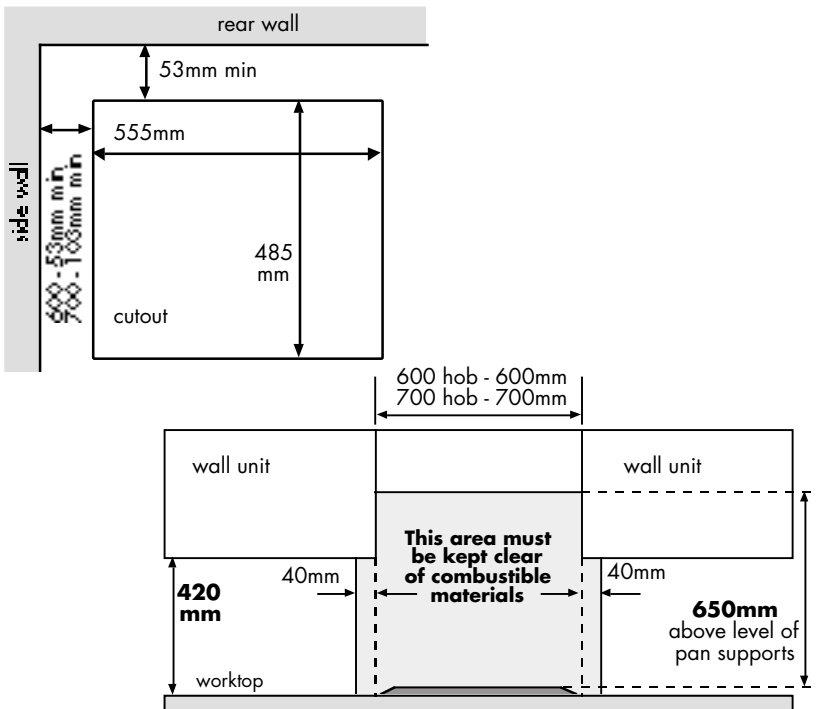 rear wall
53mm min
555mm
side wall
600 - 53mm min
700 - 103mm min
485
mm
cutout
600 hob - 600mm
700 hob - 700mm
wall unit
wall unit
This area must
be kept clear
of combustible
materials
40mm
40mm
420
mm
650mm
above level of
pan supports
worktop